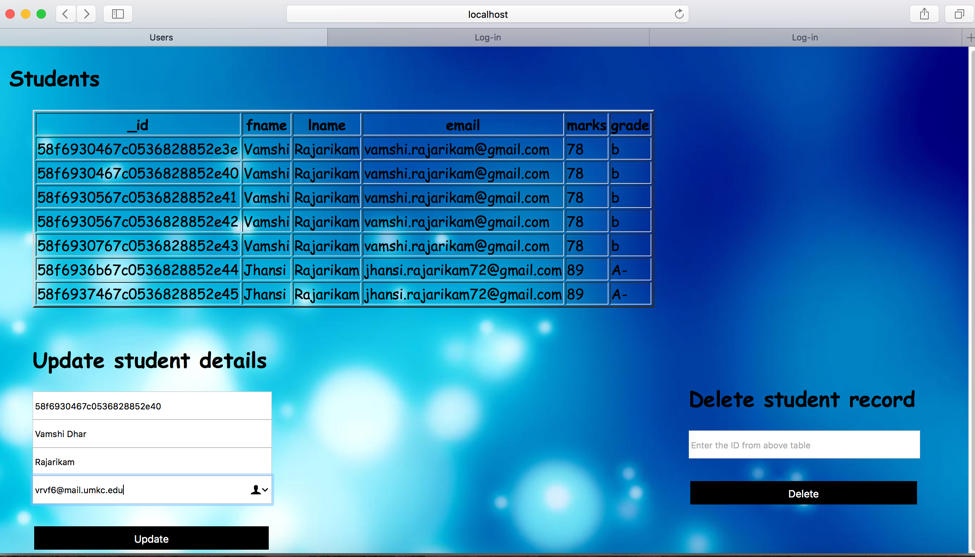 localhost
Users Log-in Log-in
Students
_id fname lname email marks grade
58f6930467c0536828852e3e Vamshi Rajarikam vamshi.rajarikam@gmail.com 78 b
58f6930467c0536828852e40 Vamshi Rajarikam vamshi.rajarikam@gmail.com 78 b
58f6930567c0536828852e41 Vamshi Rajarikam vamshi.rajarikam@gmail.com 78 b
58f6930567c0536828852e42 Vamshi Rajarikam vamshi.rajarikam@gmail.com 78 b
58f6930767c0536828852e43 Vamshi Rajarikam vamshi.rajarikam@gmail.com 78 b
58f6936b67c0536828852e44 Jhansi Rajarikam jhansi.rajarikam72@gmail.com 89 A-
58f6937467c0536828852e45 Jhansi Rajarikam jhansi.rajarikam72@gmail.com 89 A-
Update student details
58f6930467c0536828852e40
Vamshi Dhar
Rajarikam
vrvf6@mail.umkc.edu
Update
Delete student record
Enter the ID from above table
Delete